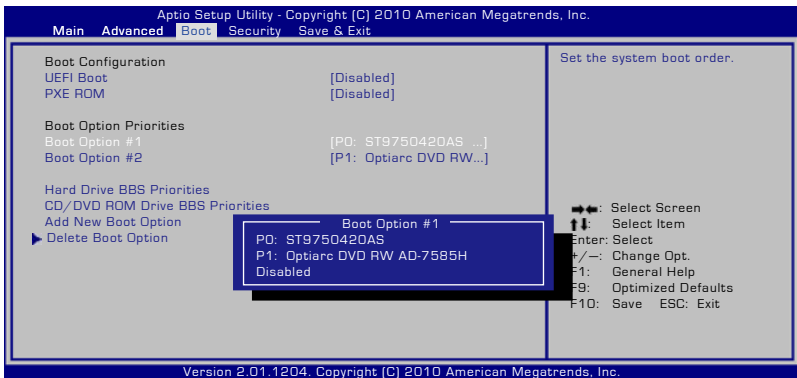 Aptio Setup Utility - Copyright (C) 2010 American Megatrends, Inc.
Main Advanced Boot Security Save & Exit
Boot Configuration
UEFI Boot [Disabled]
PXE ROM [Disabled]
Boot Option Priorities
Boot Option #1 [P0: ST9750420AS ...]
Boot Option #2 [P1: Optiarc DVD RW...]
Hard Drive BBS Priorities
CD/DVD ROM Drive BBS Priorities
Add New Boot Option
Delete Boot Option
Boot Option #1
P0: ST9750420AS
P1: Optiarc DVD RW AD-7585H
Disabled
Set the system boot order.
→←: Select Screen
↑↓: Select Item
Enter: Select
+/—: Change Opt.
F1: General Help
F9: Optimized Defaults
F10: Save ESC: Exit
Version 2.01.1204. Copyright (C) 2010 American Megatrends, Inc.